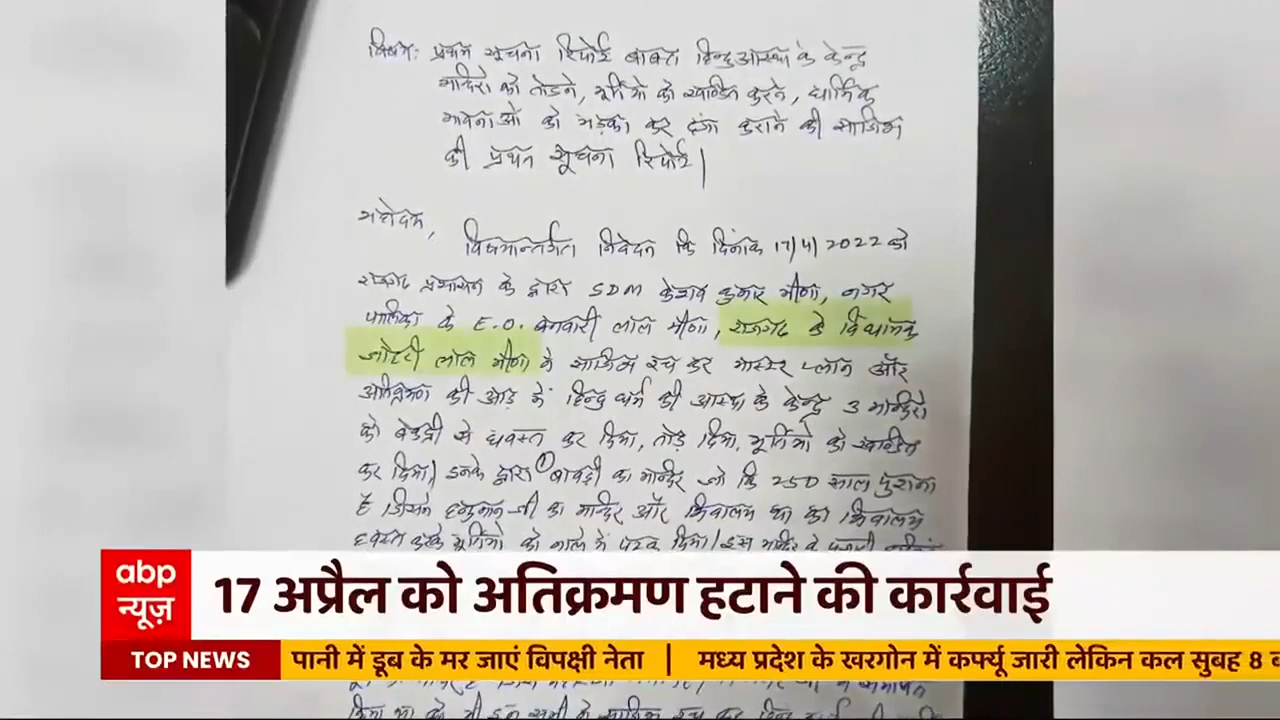 विषय: प्रथम सूचना रिपोर्ट बाबत हिन्दु आस्था के केन्द्र
मन्दिरो को तोडने, मूर्तियो को खण्डित करने, धार्मिक
भावनाओं को भड़का कर दंगा कराने की साजिश
की प्रथम सूचना रिपोर्ट।
महोदय,
विषयान्तर्गत निवेदन कि दिनांक 17/4/2022 को
राजगढ प्रशासन के द्वारा SDM केशव कुमार मीणा, नगर
पालिका के E.O. बनवारी लाल मीणा, राजगढ के विधायक
जौहरी लाल मीणा ने साजिश रच कर मास्टर प्लान और
अतिक्रमण की आड़ में हिन्दु धर्म की आस्था के केन्द्र 3 मन्दिरो
को बेदर्दी से ध्वस्त कर दिया, तोड़ दिया, मूर्तियो को खण्डित
कर दिया। इनके द्वारा ① बावड़ी का मन्दिर जो कि 250 साल पुराना
है जिसमे हनुमान जी का मन्दिर और शिवालय था को शिवालय
ध्वस्त करके मूर्तियो को नाले में पटक दिया। इस मन्दिर के पुजारी
abp
न्यूज़
17 अप्रैल को अतिक्रमण हटाने की कार्रवाई
TOP NEWS
पानी में डूब के मर जाएं विपक्षी नेता | मध्य प्रदेश के खरगोन में कर्फ्यू जारी लेकिन कल सुबह 8 ब